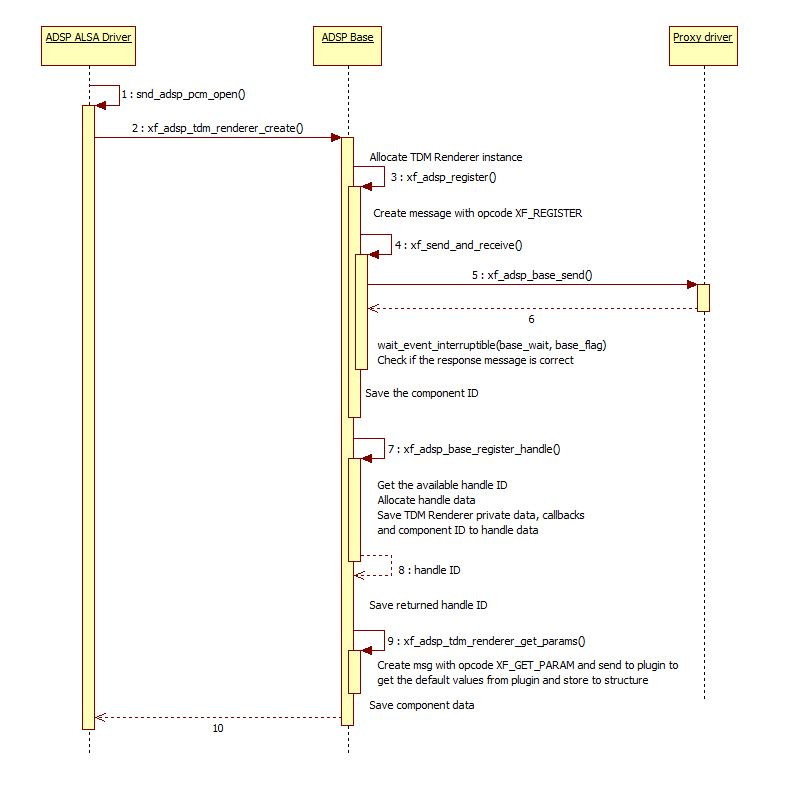 ADSP ALSA Driver
ADSP Base
Proxy driver
1 : snd_adsp_pcm_open()
2 : xf_adsp_tdm_renderer_create()
Allocate TDM Renderer instance
3 : xf_adsp_register()
Create message with opcode XF_REGISTER
4 : xf_send_and_receive()
5 : xf_adsp_base_send()
6
wait_event_interruptible(base_wait, base_flag)
Check if the response message is correct
Save the component ID
7 : xf_adsp_base_register_handle()
Get the available handle ID
Allocate handle data
Save TDM Renderer private data, callbacks
and component ID to handle data
8 : handle ID
Save returned handle ID
9 : xf_adsp_tdm_renderer_get_params()
Create msg with opcode XF_GET_PARAM and send to plugin to
get the default values from plugin and store to structure
Save component data
10